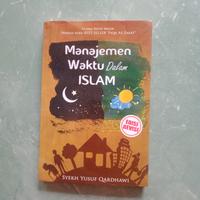 Manajemen
Waktu Dalam
ISLAM
EDISI
REVISI
SYEKH YUSUF QARDHAWI